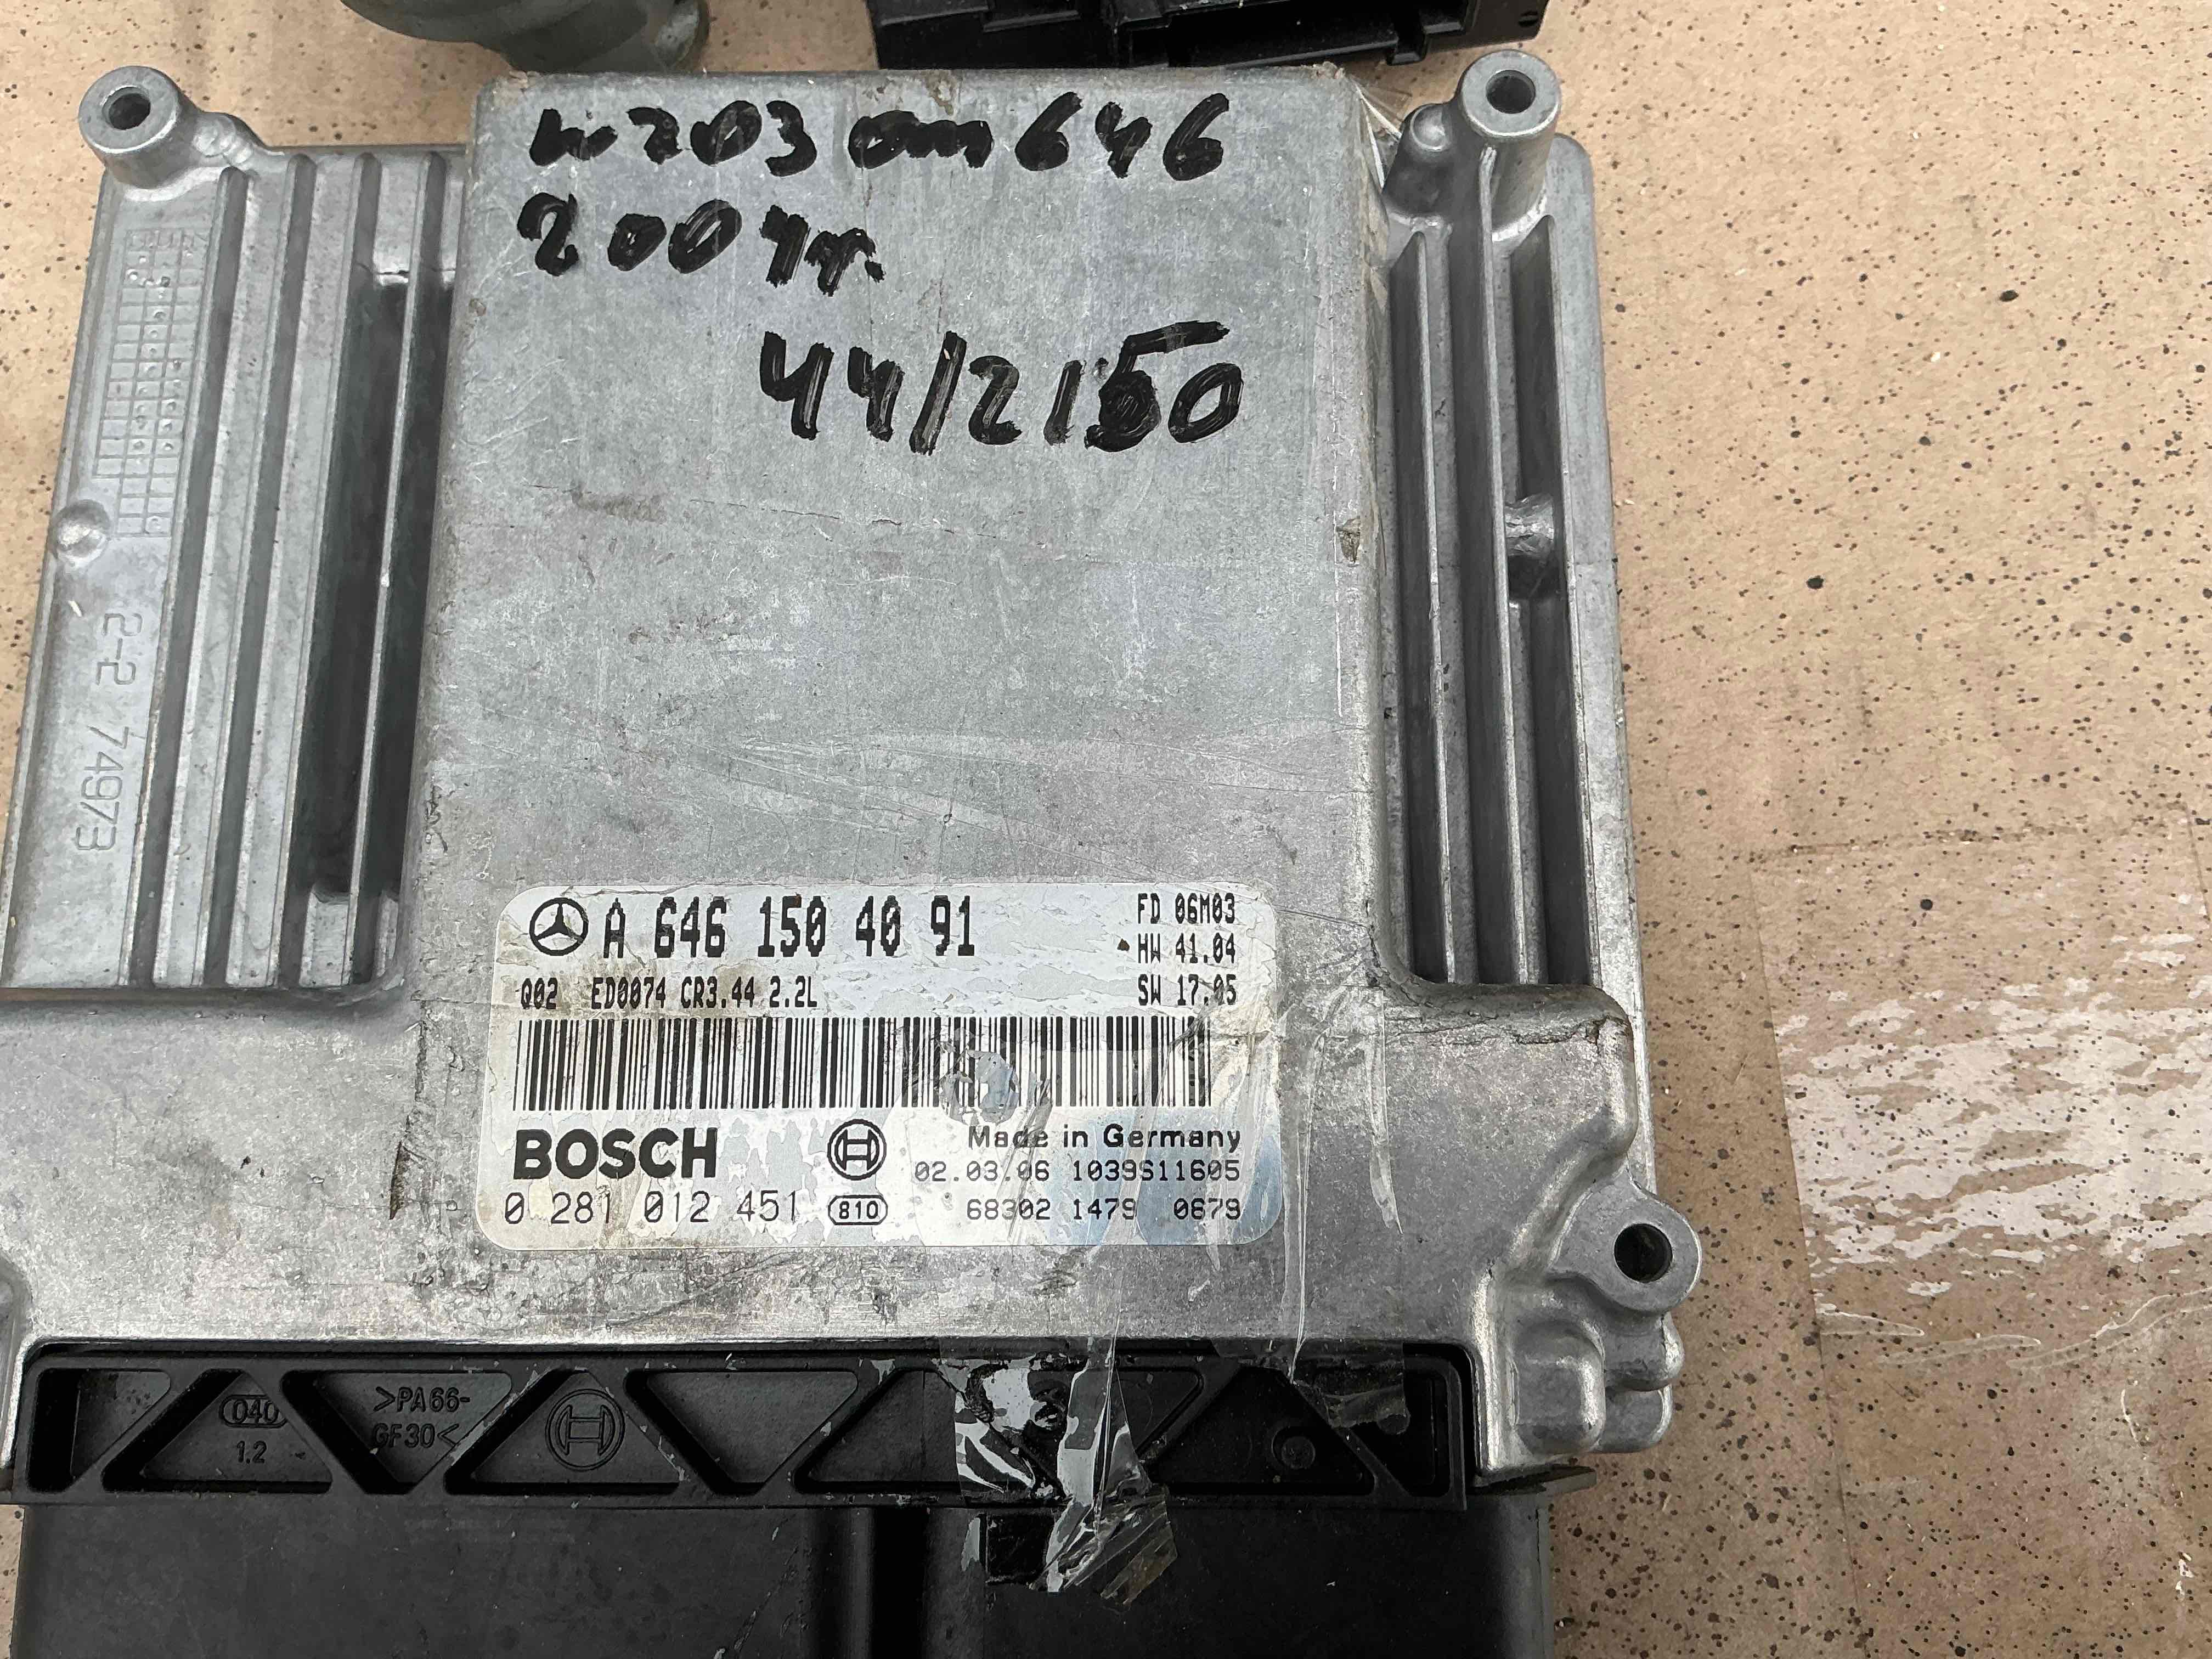 w203 om646
2007г.
44/2150
2-2 74973
A 646 150 40 91
FD 06M03
HW 41.04
Q02 ED0074 CR3.44 2.2L
SW 17.05
BOSCH
Made in Germany
02.03.06 1039S11605
0 281 012 451 810
68302 1479 0679
040
1.2
>PA66-
GF30<